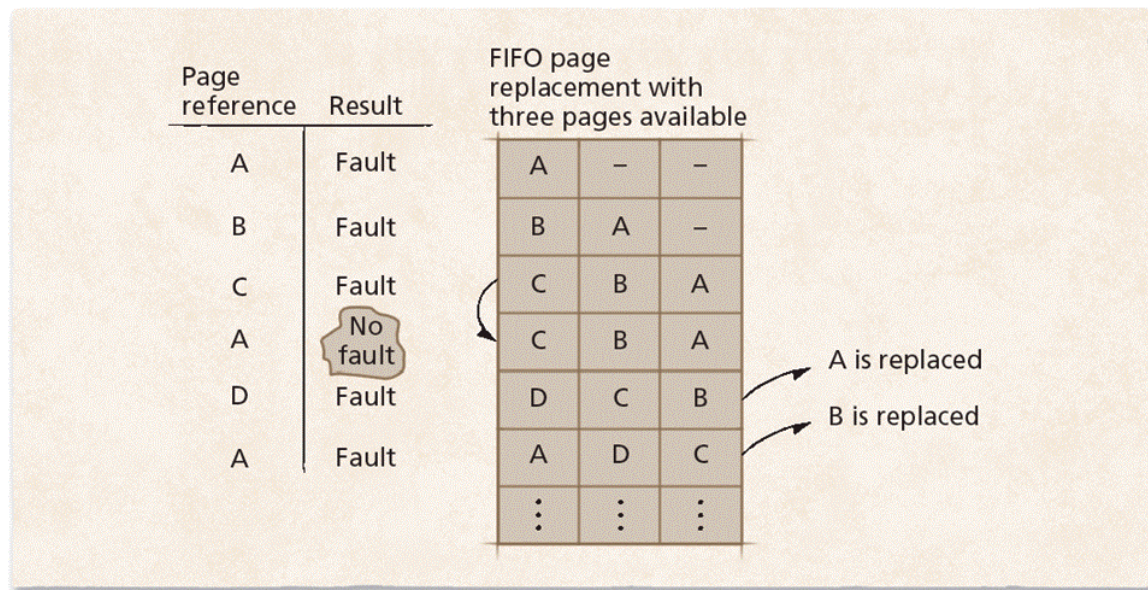 Page
reference
Result
FIFO page
replacement with
three pages available
A Fault A – –
B Fault B A –
C Fault C B A
A No fault C B A
D Fault D C B
A is replaced
A Fault A D C
B is replaced
⋮ ⋮ ⋮